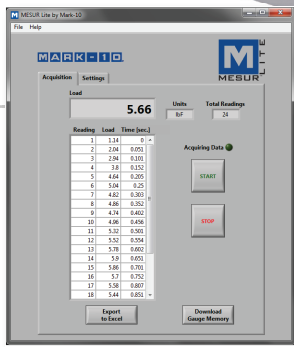 MESUR Lite by Mark-10
File Help
MARK-10
M
MESUR
LITE
Acquisition Settings
Load
5.66
Units
lbF
Total Readings
24
Reading Load Time [sec.]
1 1.14 0
2 2.04 0.051
3 2.94 0.101
4 3.8 0.152
5 4.64 0.205
6 5.04 0.25
7 4.82 0.303
8 4.86 0.352
9 4.74 0.402
10 4.96 0.456
11 5.32 0.501
12 5.52 0.554
13 5.78 0.602
14 5.9 0.651
15 5.86 0.701
16 5.7 0.752
17 5.58 0.807
18 5.44 0.851
Acquiring Data
START
STOP
Export
to Excel
Download
Gauge Memory